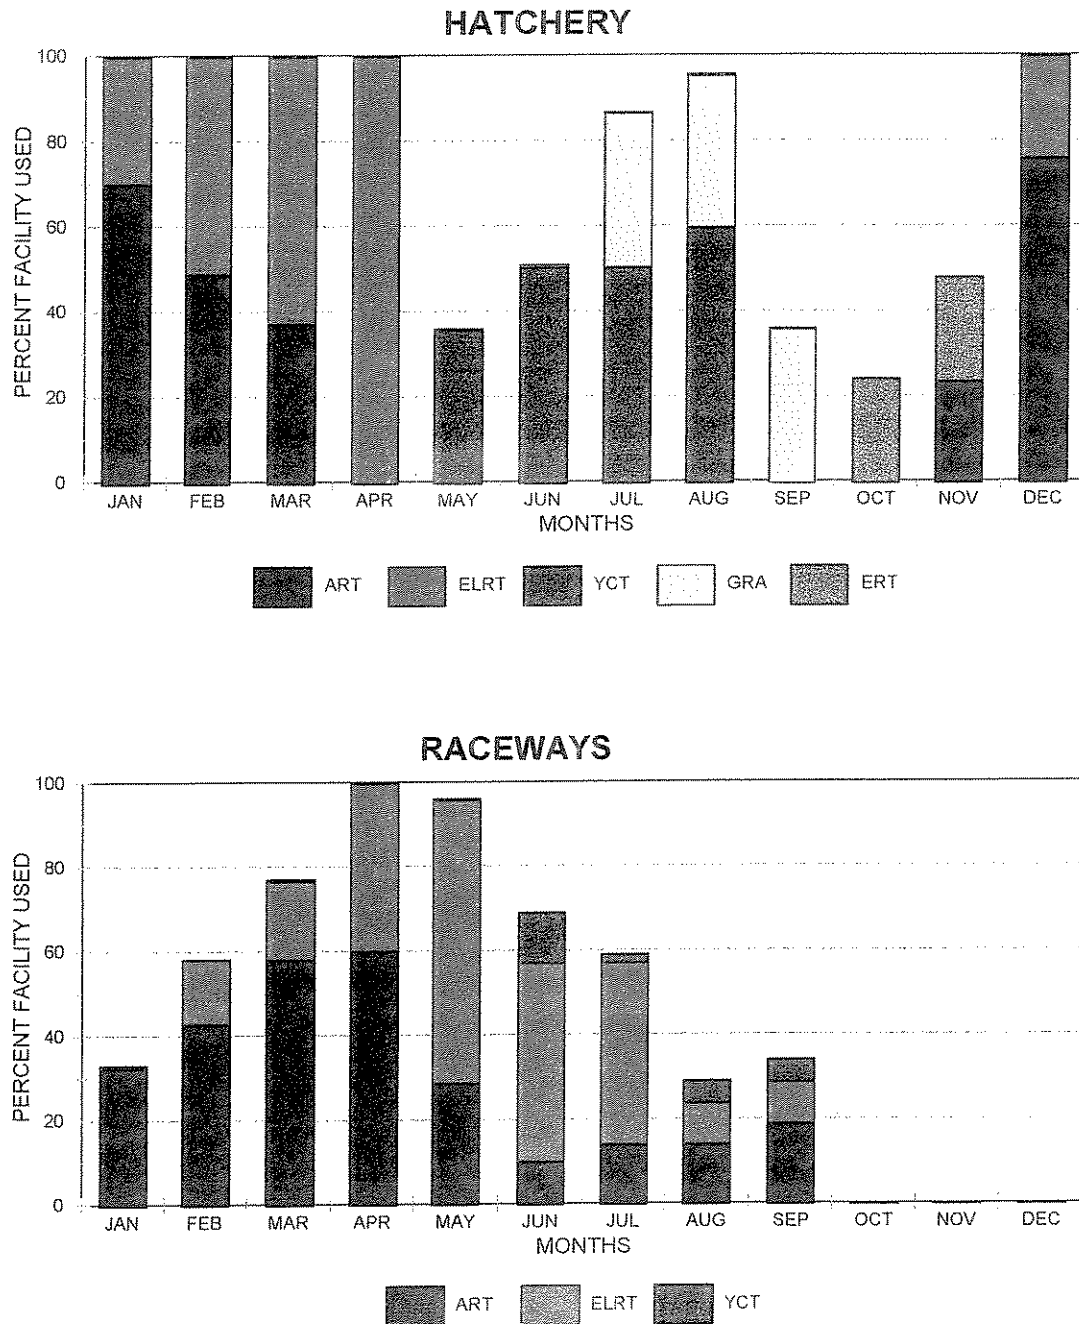 HATCHERY
PERCENT FACILITY USED
100
80
60
40
20
0
JAN FEB MAR APR MAY JUN JUL AUG SEP OCT NOV DEC
MONTHS
ART ELRT YCT GRA ERT
RACEWAYS
PERCENT FACILITY USED
100
80
60
40
20
0
JAN FEB MAR APR MAY JUN JUL AUG SEP OCT NOV DEC
MONTHS
ART ELRT YCT